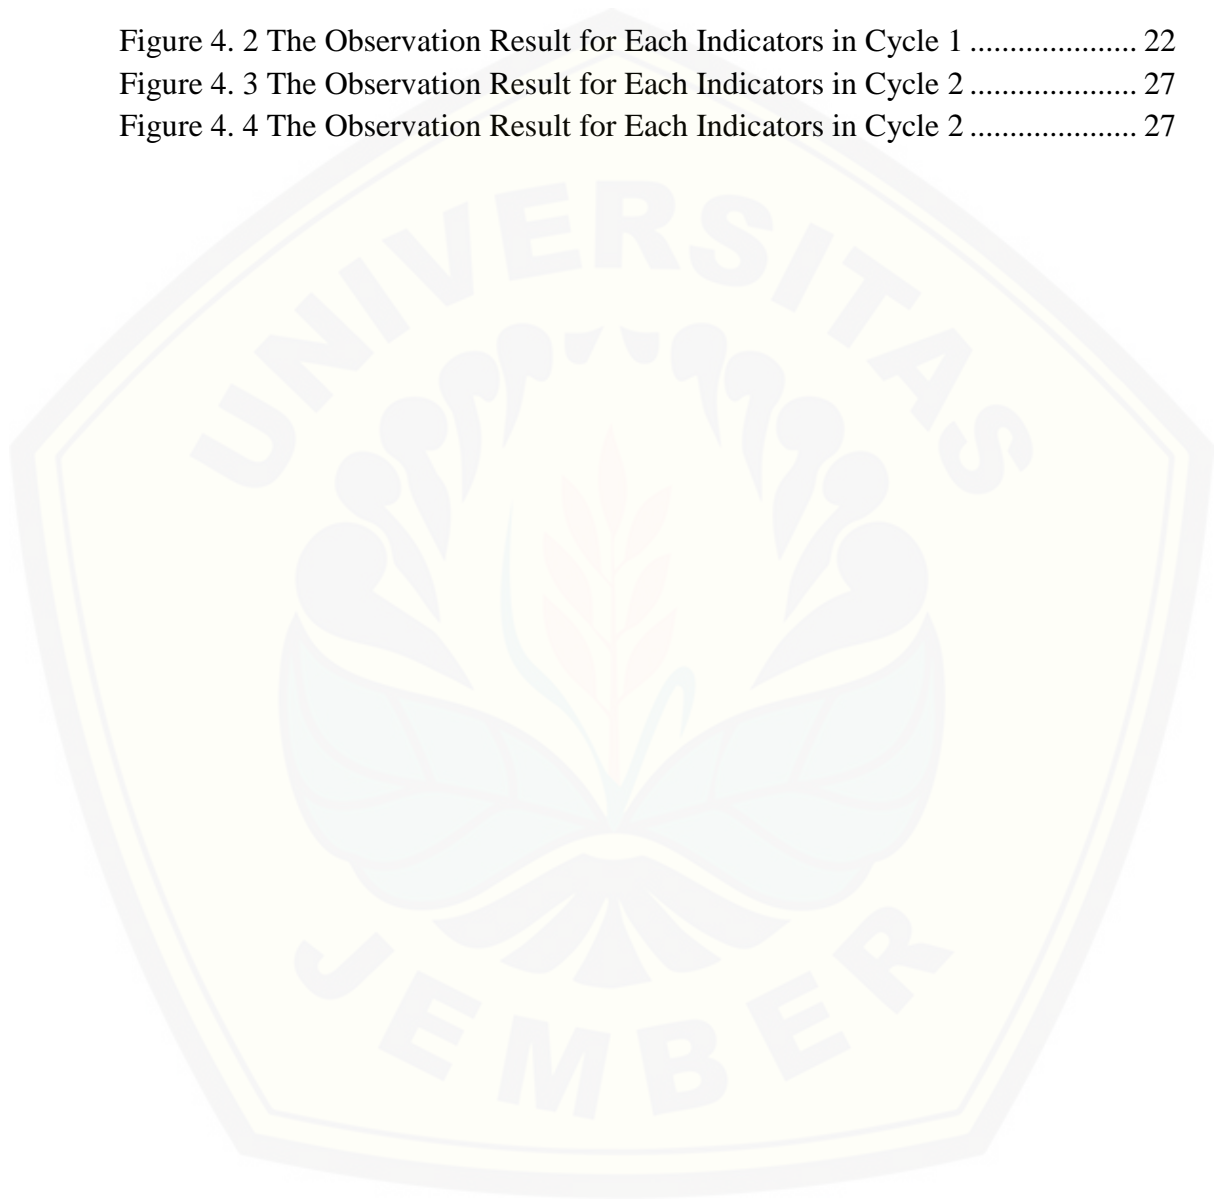 Figure 4. 2 The Observation Result for Each Indicators in Cycle 1 ..................... 22
Figure 4. 3 The Observation Result for Each Indicators in Cycle 2 ..................... 27
Figure 4. 4 The Observation Result for Each Indicators in Cycle 2 ..................... 27
UNIVERSITAS
JEMBER